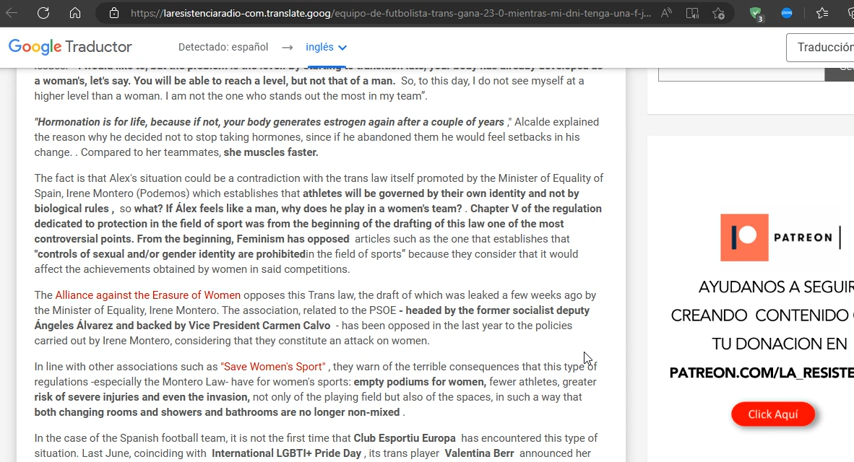 https://laresistenciaradio-com.translate.goog/equipo-de-futbolista-trans-gana-23-0-mientras-mi-dni-tenga-una-f-j...
3
Google Traductor
Detectado: español → inglés
Traducción
a woman's, let's say. You will be able to reach a level, but not that of a man. So, to this day, I do not see myself at a
higher level than a woman. I am not the one who stands out the most in my team".
"Hormonation is for life, because if not, your body generates estrogen again after a couple of years ," Alcalde explained
the reason why he decided not to stop taking hormones, since if he abandoned them he would feel setbacks in his
change. . Compared to her teammates, she muscles faster.
The fact is that Alex's situation could be a contradiction with the trans law itself promoted by the Minister of Equality of
Spain, Irene Montero (Podemos) which establishes that athletes will be governed by their own identity and not by
biological rules , so what? If Álex feels like a man, why does he play in a women's team? . Chapter V of the regulation
dedicated to protection in the field of sport was from the beginning of the drafting of this law one of the most
controversial points. From the beginning, Feminism has opposed articles such as the one that establishes that
"controls of sexual and/or gender identity are prohibitedin the field of sports" because they consider that it would
affect the achievements obtained by women in said competitions.
The Alliance against the Erasure of Women opposes this Trans law, the draft of which was leaked a few weeks ago by
the Minister of Equality, Irene Montero. The association, related to the PSOE - headed by the former socialist deputy
Ángeles Álvarez and backed by Vice President Carmen Calvo - has been opposed in the last year to the policies
carried out by Irene Montero, considering that they constitute an attack on women.
In line with other associations such as "Save Women's Sport" , they warn of the terrible consequences that this type of
regulations -especially the Montero Law- have for women's sports: empty podiums for women, fewer athletes, greater
risk of severe injuries and even the invasion, not only of the playing field but also of the spaces, in such a way that
both changing rooms and showers and bathrooms are no longer non-mixed .
In the case of the Spanish football team, it is not the first time that Club Esportiu Europa has encountered this type of
situation. Last June, coinciding with International LGBTI+ Pride Day , its trans player Valentina Berr announced her
PATREON
AYUDANOS A SEGUIR
CREANDO CONTENIDO
TU DONACION EN
PATREON.COM/LA_RESISTE
Click Aquí